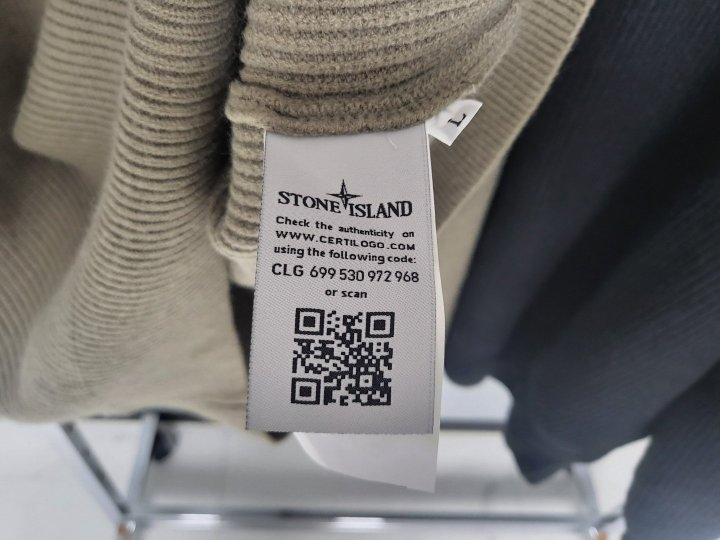 L
STONE ISLAND
Check the authenticity on
WWW.CERTILOGO.COM
using the following code:
CLG 699 530 972 968
or scan